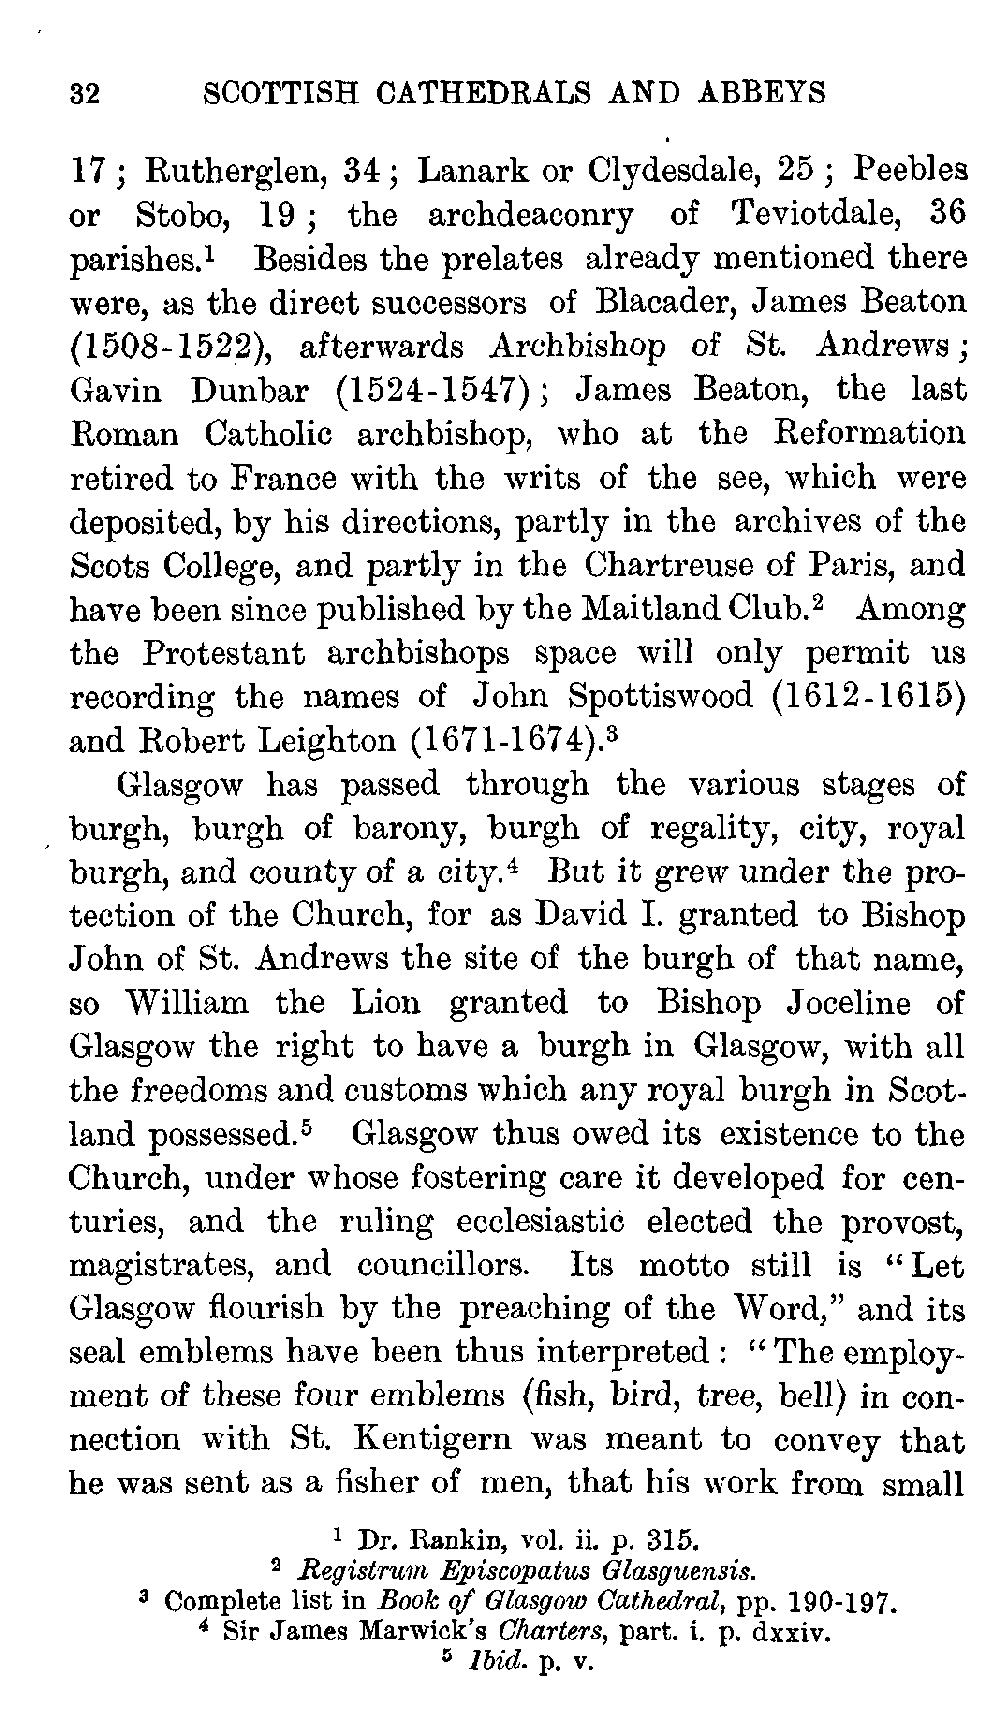 32 SCOTTISH CATHEDRALS AND ABBEYS
17 ; Rutherglen, 34 ; Lanark or Clydesdale, 25 ; Peebles
or Stobo, 19 ; the archdeaconry of Teviotdale, 36
parishes.¹ Besides the prelates already mentioned there
were, as the direct successors of Blacader, James Beaton
(1508-1522), afterwards Archbishop of St. Andrews ;
Gavin Dunbar (1524-1547) ; James Beaton, the last
Roman Catholic archbishop, who at the Reformation
retired to France with the writs of the see, which were
deposited, by his directions, partly in the archives of the
Scots College, and partly in the Chartreuse of Paris, and
have been since published by the Maitland Club.² Among
the Protestant archbishops space will only permit us
recording the names of John Spottiswood (1612-1615)
and Robert Leighton (1671-1674).³
Glasgow has passed through the various stages of
burgh, burgh of barony, burgh of regality, city, royal
burgh, and county of a city.⁴ But it grew under the pro-
tection of the Church, for as David I. granted to Bishop
John of St. Andrews the site of the burgh of that name,
so William the Lion granted to Bishop Joceline of
Glasgow the right to have a burgh in Glasgow, with all
the freedoms and customs which any royal burgh in Scot-
land possessed.⁵ Glasgow thus owed its existence to the
Church, under whose fostering care it developed for cen-
turies, and the ruling ecclesiastic elected the provost,
magistrates, and councillors. Its motto still is “ Let
Glasgow flourish by the preaching of the Word,” and its
seal emblems have been thus interpreted : “ The employ-
ment of these four emblems (fish, bird, tree, bell) in con-
nection with St. Kentigern was meant to convey that
he was sent as a fisher of men, that his work from small
¹ Dr. Rankin, vol. ii. p. 315.
² Registrum Episcopatus Glasguensis.
³ Complete list in Book of Glasgow Cathedral, pp. 190-197.
⁴ Sir James Marwick's Charters, part. i. p. dxxiv.
⁵ Ibid. p. v.